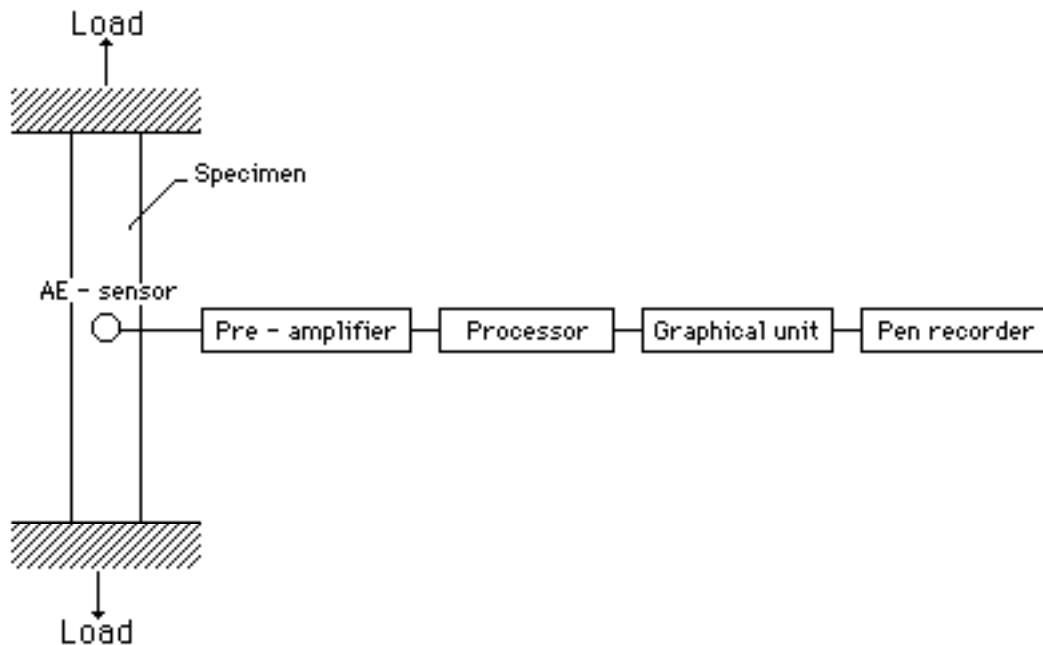 Load
Specimen
AE - sensor
Pre - amplifier
Processor
Graphical unit
Pen recorder
Load